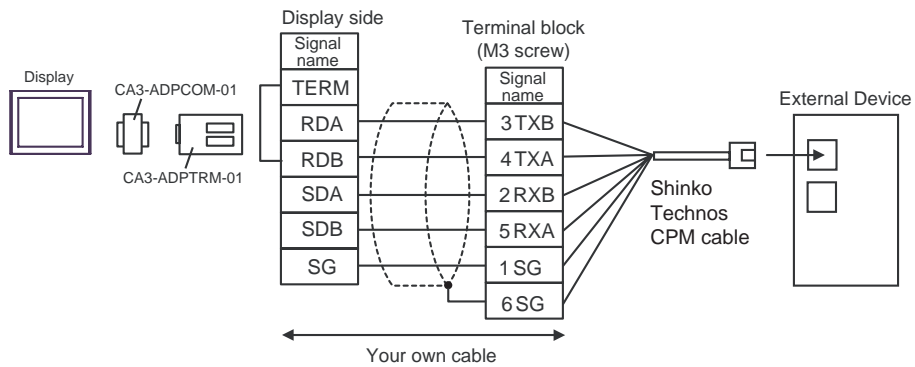 Display
CA3-ADPCOM-01
CA3-ADPTRM-01
Display side
Signal
name
TERM
RDA
RDB
SDA
SDB
SG
Terminal block
(M3 screw)
Signal
name
3 TXB
4 TXA
2 RXB
5 RXA
1 SG
6 SG
Shinko
Technos
CPM cable
External Device
Your own cable